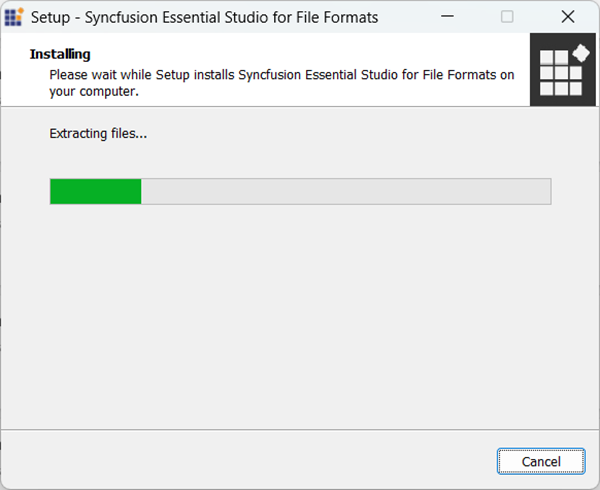 Setup - Syncfusion Essential Studio for File Formats
Installing
Please wait while Setup installs Syncfusion Essential Studio for File Formats on
your computer.
Extracting files...
Cancel